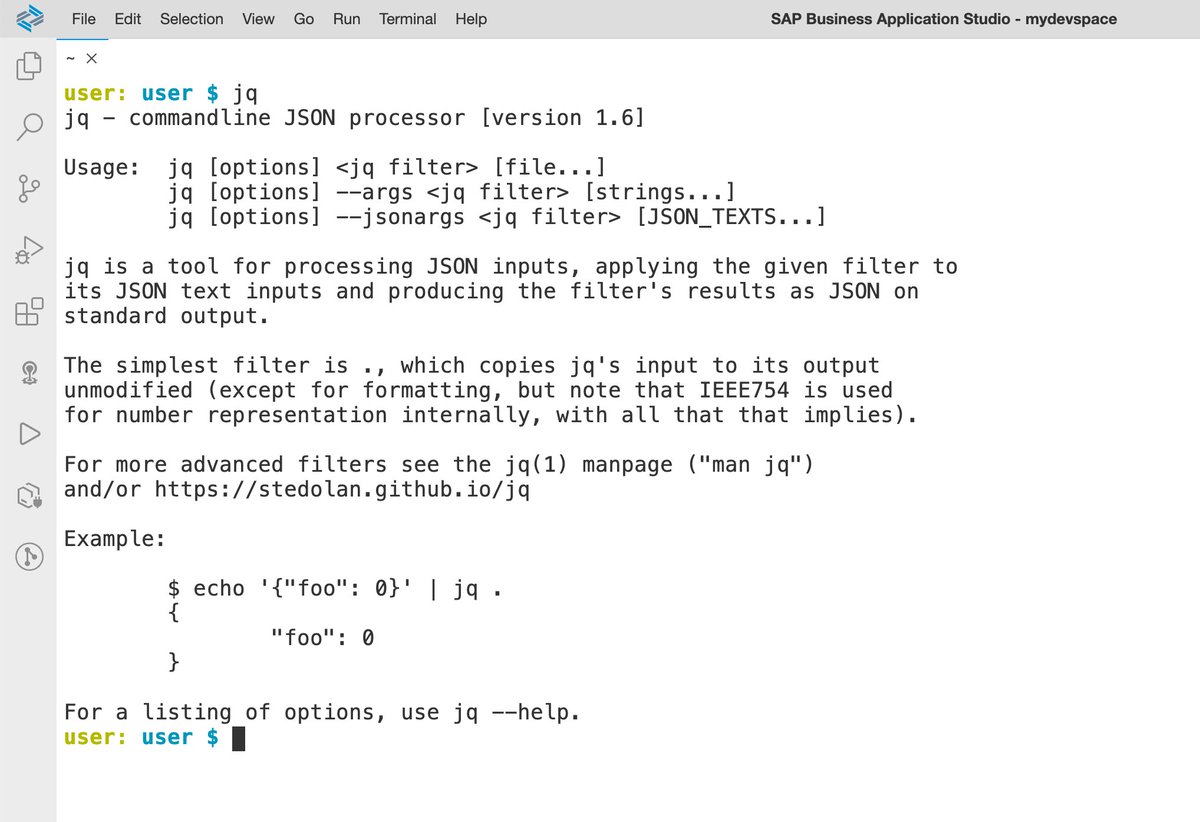 File Edit Selection View Go Run Terminal Help SAP Business Application Studio - mydevspace
~ ×
user: user $ jq
jq - commandline JSON processor [version 1.6]
Usage:  jq [options] <jq filter> [file...]
        jq [options] --args <jq filter> [strings...]
        jq [options] --jsonargs <jq filter> [JSON_TEXTS...]
jq is a tool for processing JSON inputs, applying the given filter to
its JSON text inputs and producing the filter's results as JSON on
standard output.
The simplest filter is ., which copies jq's input to its output
unmodified (except for formatting, but note that IEEE754 is used
for number representation internally, with all that that implies).
For more advanced filters see the jq(1) manpage ("man jq")
and/or https://stedolan.github.io/jq
Example:
        $ echo '{"foo": 0}' | jq .
        {
                "foo": 0
        }
For a listing of options, use jq --help.
user: user $